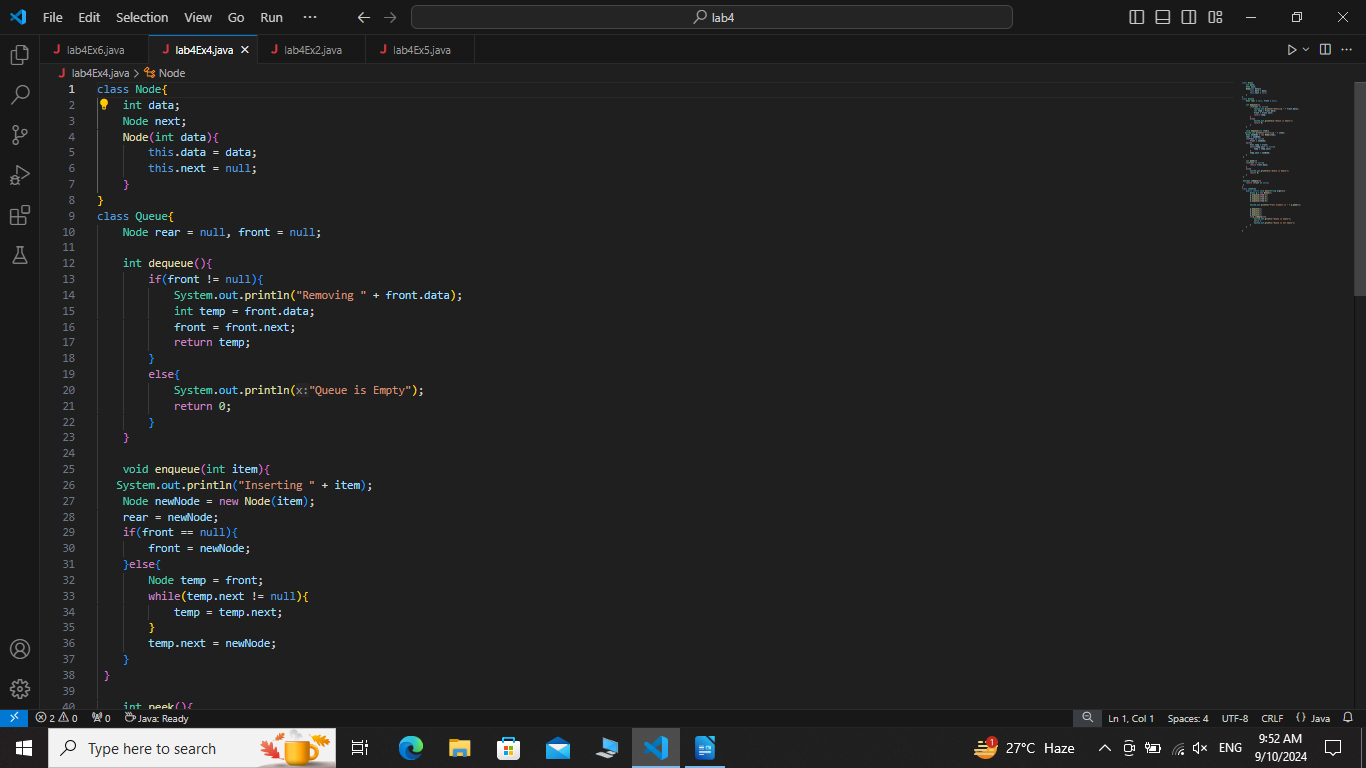 File Edit Selection View Go Run ··· lab4
lab4Ex6.java lab4Ex4.java lab4Ex2.java lab4Ex5.java
lab4Ex4.java > Node
1 class Node{
2 int data;
3 Node next;
4 Node(int data){
5 this.data = data;
6 this.next = null;
7 }
8 }
9 class Queue{
10 Node rear = null, front = null;
11
12 int dequeue(){
13 if(front != null){
14 System.out.println("Removing " + front.data);
15 int temp = front.data;
16 front = front.next;
17 return temp;
18 }
19 else{
20 System.out.println(x:"Queue is Empty");
21 return 0;
22 }
23 }
24
25 void enqueue(int item){
26 System.out.println("Inserting " + item);
27 Node newNode = new Node(item);
28 rear = newNode;
29 if(front == null){
30 front = newNode;
31 }else{
32 Node temp = front;
33 while(temp.next != null){
34 temp = temp.next;
35 }
36 temp.next = newNode;
37 }
38 }
39
40 int peek(){
2 0 0 Java: Ready Ln 1, Col 1 Spaces: 4 UTF-8 CRLF {} Java
Type here to search 1 27°C Haze ENG 9:52 AM
9/10/2024